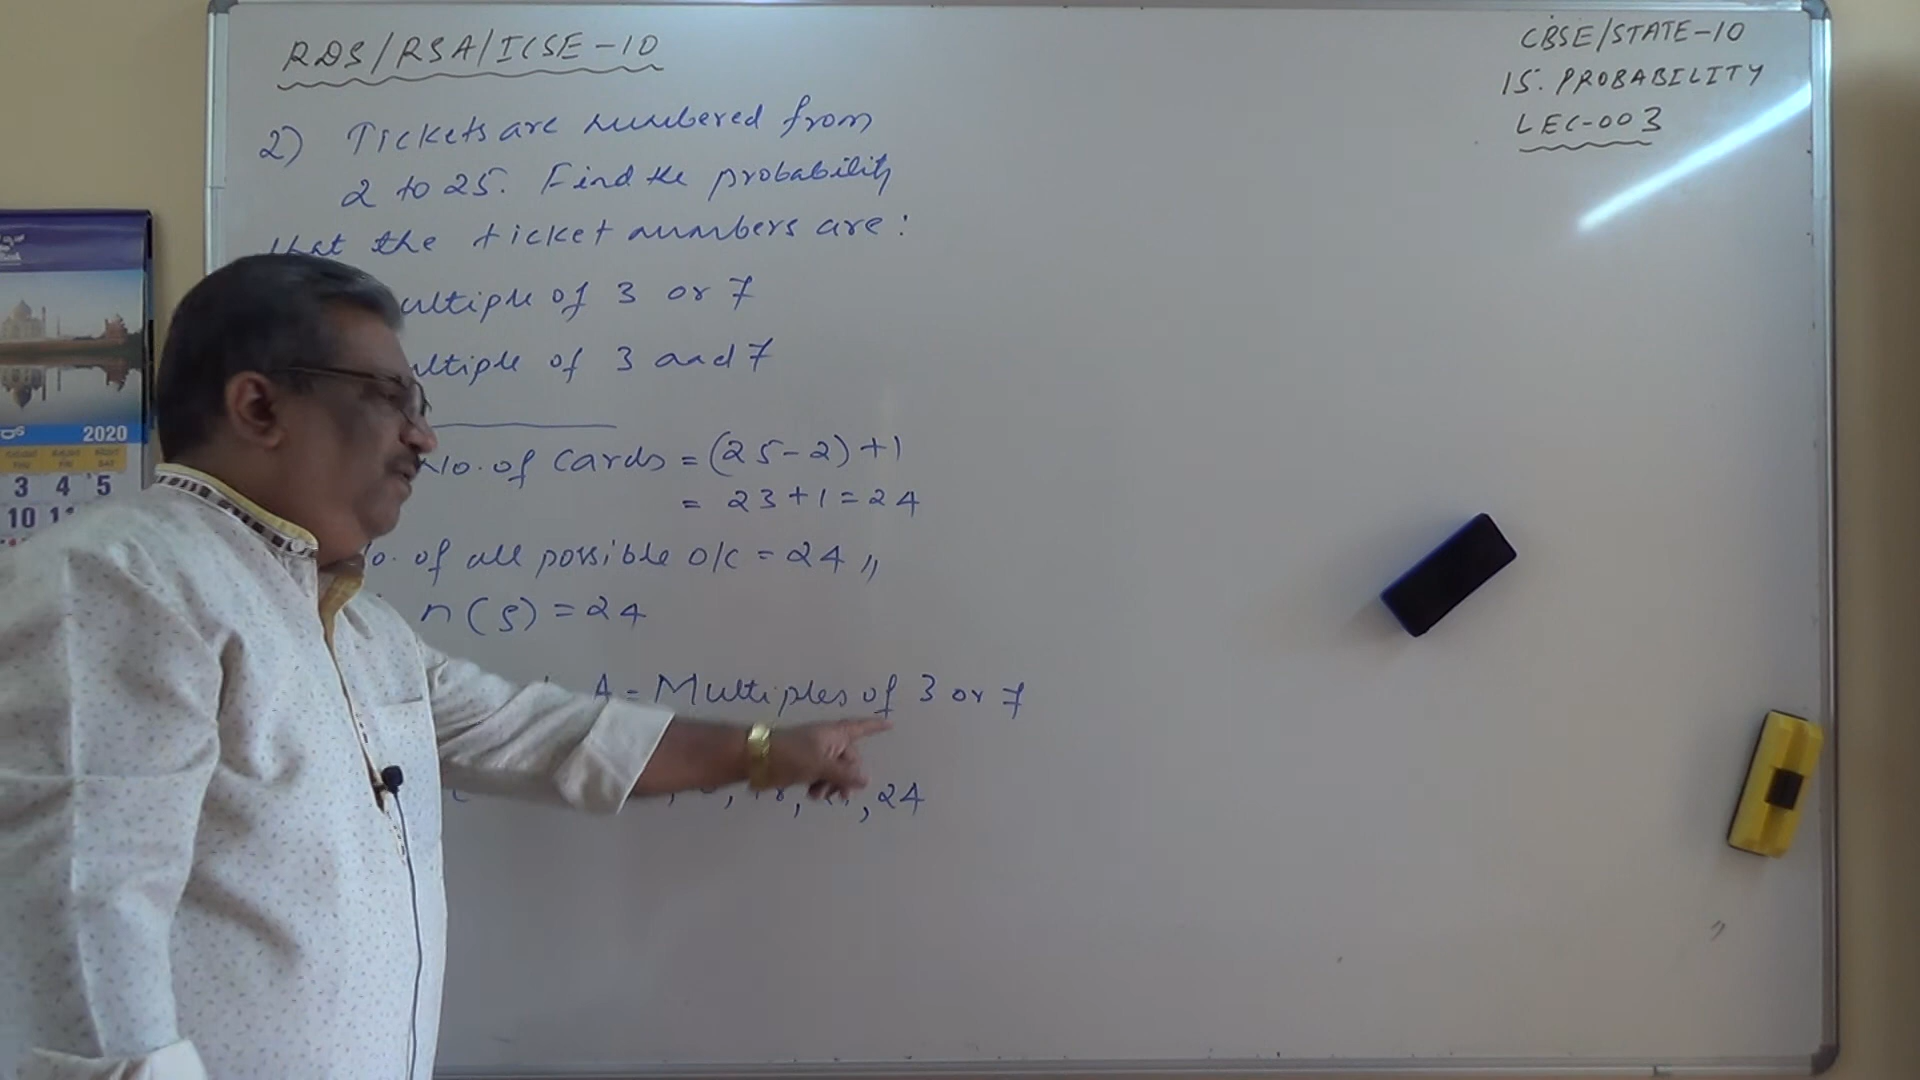 RDS/RSA/ICSE-10
CBSE/STATE-10
15. PROBABILITY
LEC-003
2) Tickets are numbered from
2 to 25. Find the probability
that the ticket numbers are:
of 3 or 7
of 3 and 7
No. of cards = (25-2)+1
= 23+1=24
of all possible o/c = 24 ,,
n(S) = 24
A = Multiples of 3 or 7
, 18, 21, 24
2020
3 4 5
10